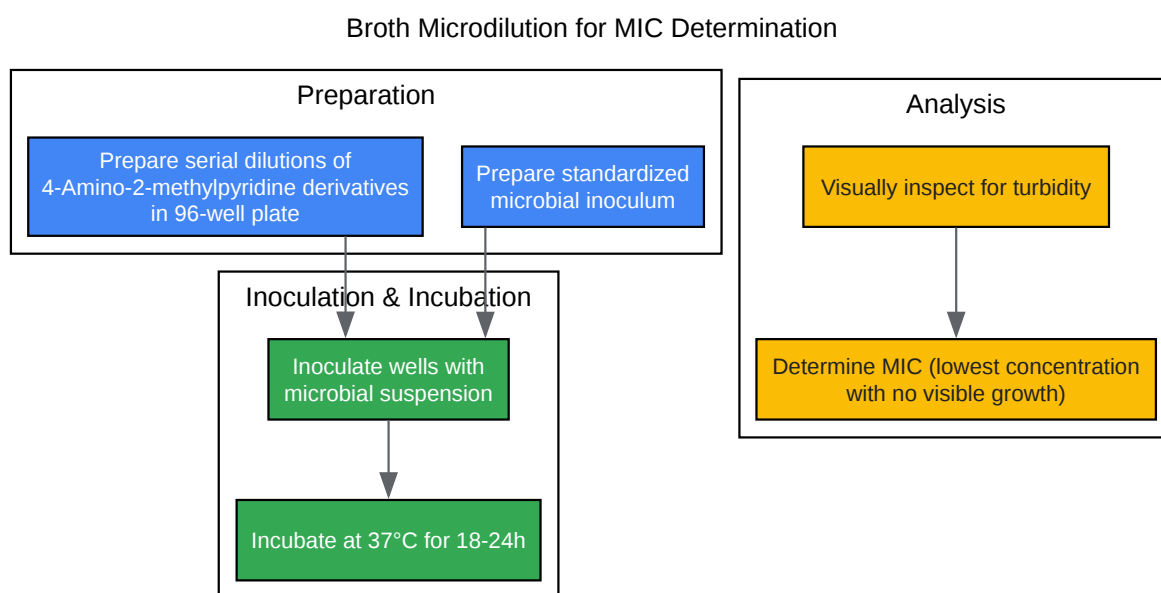 Broth Microdilution for MIC Determination
Preparation
Prepare serial dilutions of
4-Amino-2-methylpyridine derivatives
in 96-well plate
Prepare standardized
microbial inoculum
Inoculation & Incubation
Inoculate wells with
microbial suspension
Incubate at 37°C for 18-24h
Analysis
Visually inspect for turbidity
Determine MIC (lowest concentration
with no visible growth)